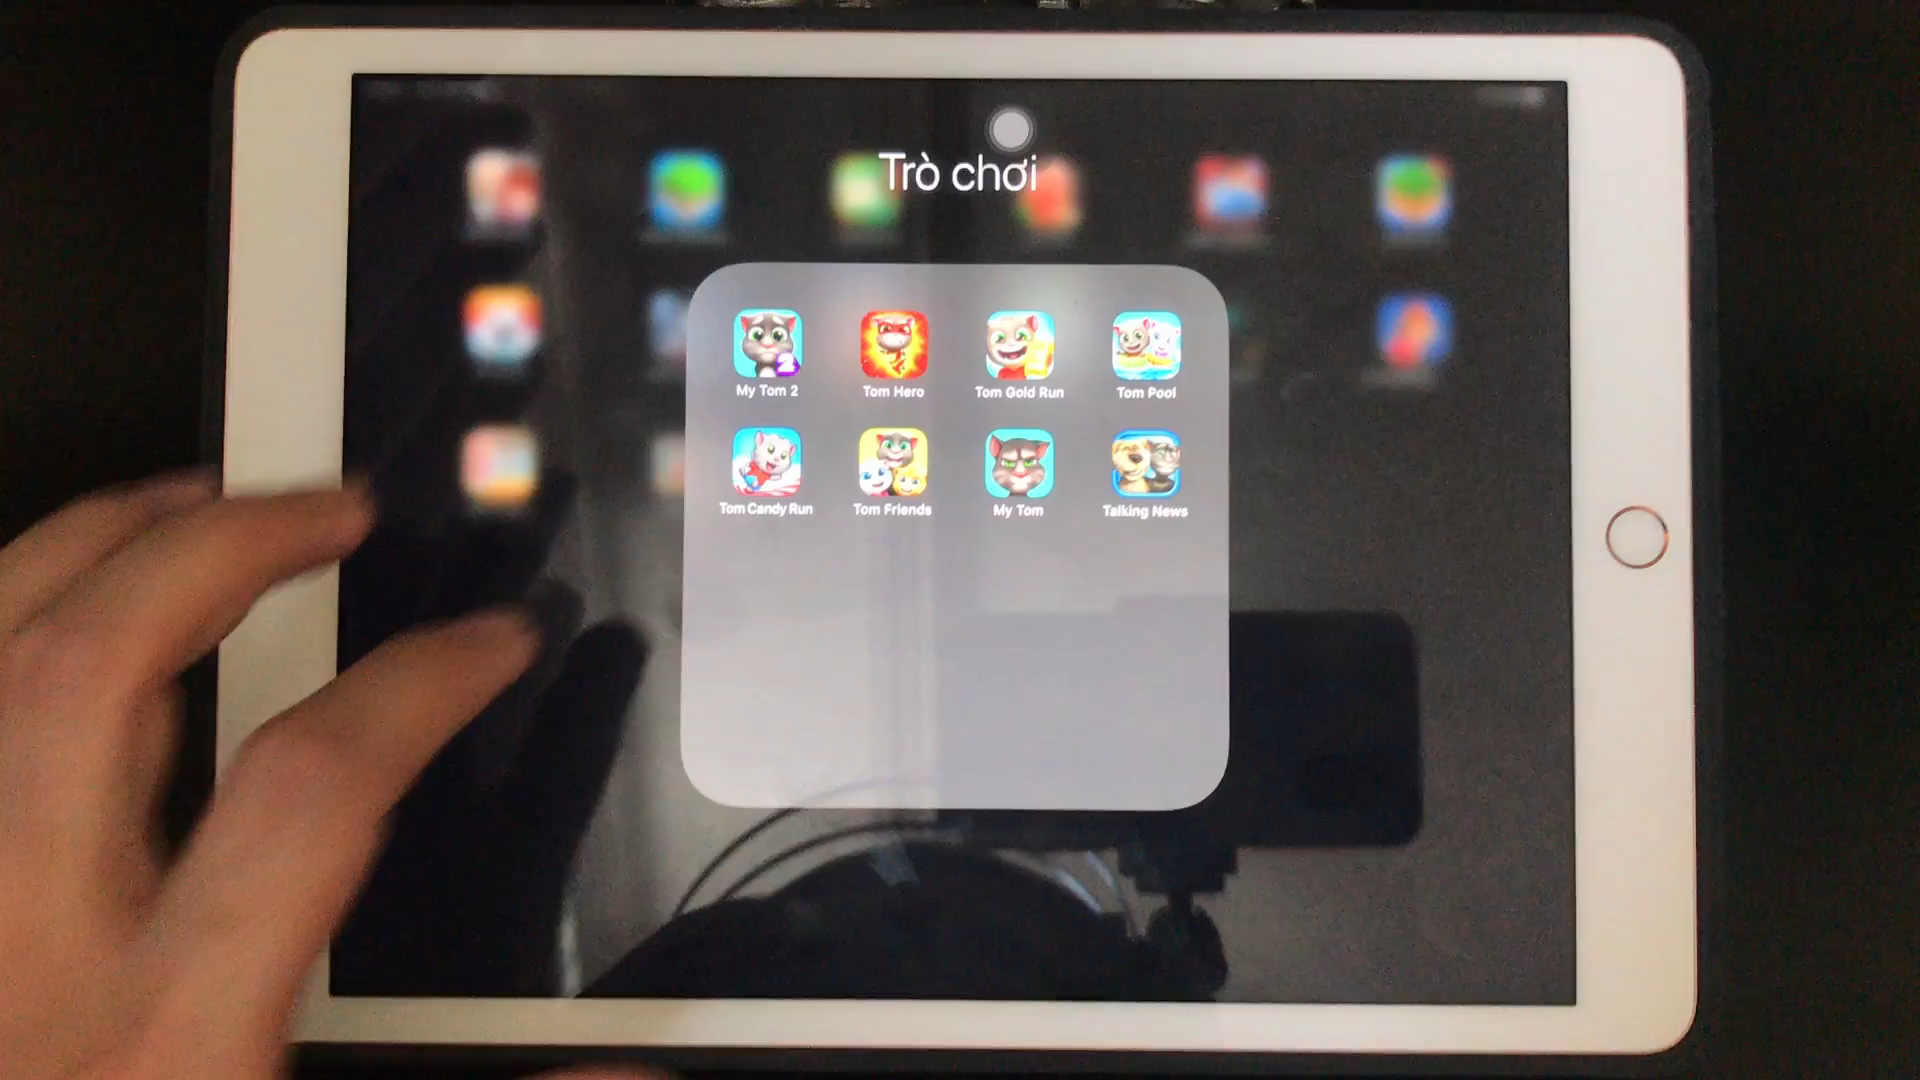 Trò chơi
My Tom 2
Tom Hero
Tom Gold Run
Tom Pool
Tom Candy Run
Tom Friends
My Tom
Talking News